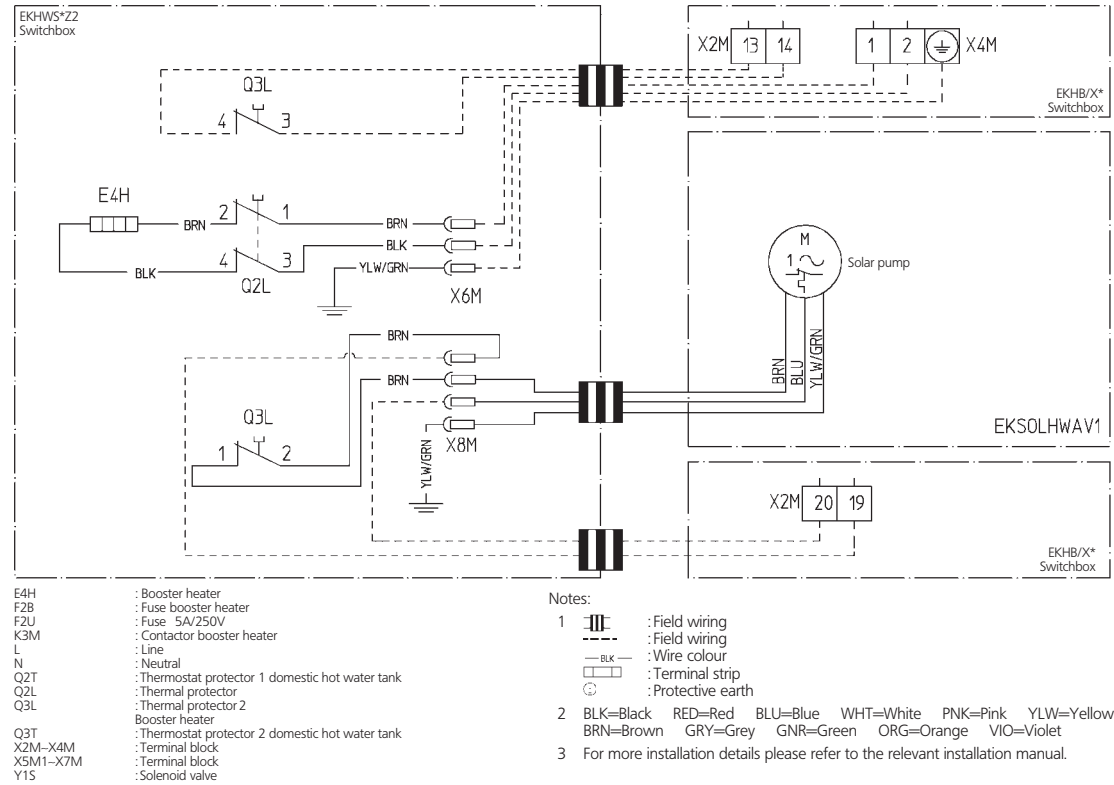 EKHWS*Z2
Switchbox
X2M 13 14
1 2 X4M
EKHB/X*
Switchbox
Q3L
4 3
E4H
2 1
BRN BRN
BLK
4 3
BLK YLW/GRN
Q2L
X6M
M
1
Solar pump
BRN BLU YLW/GRN
EKSOLHWAV1
BRN
BRN
Q3L
1 2
X8M
YLW/GRN
X2M 20 19
EKHB/X*
Switchbox
E4H : Booster heater
F2B : Fuse booster heater
F2U : Fuse 5A/250V
K3M : Contactor booster heater
L : Line
N : Neutral
Q2T : Thermostat protector 1 domestic hot water tank
Q2L : Thermal protector
Q3L : Thermal protector 2
Booster heater
Q3T : Thermostat protector 2 domestic hot water tank
X2M~X4M : Terminal block
X5M1~X7M : Terminal block
Y1S : Solenoid valve
Notes:
1 : Field wiring
: Field wiring
BLK : Wire colour
: Terminal strip
: Protective earth
2 BLK=Black RED=Red BLU=Blue WHT=White PNK=Pink YLW=Yellow
BRN=Brown GRY=Grey GNR=Green ORG=Orange VIO=Violet
3 For more installation details please refer to the relevant installation manual.